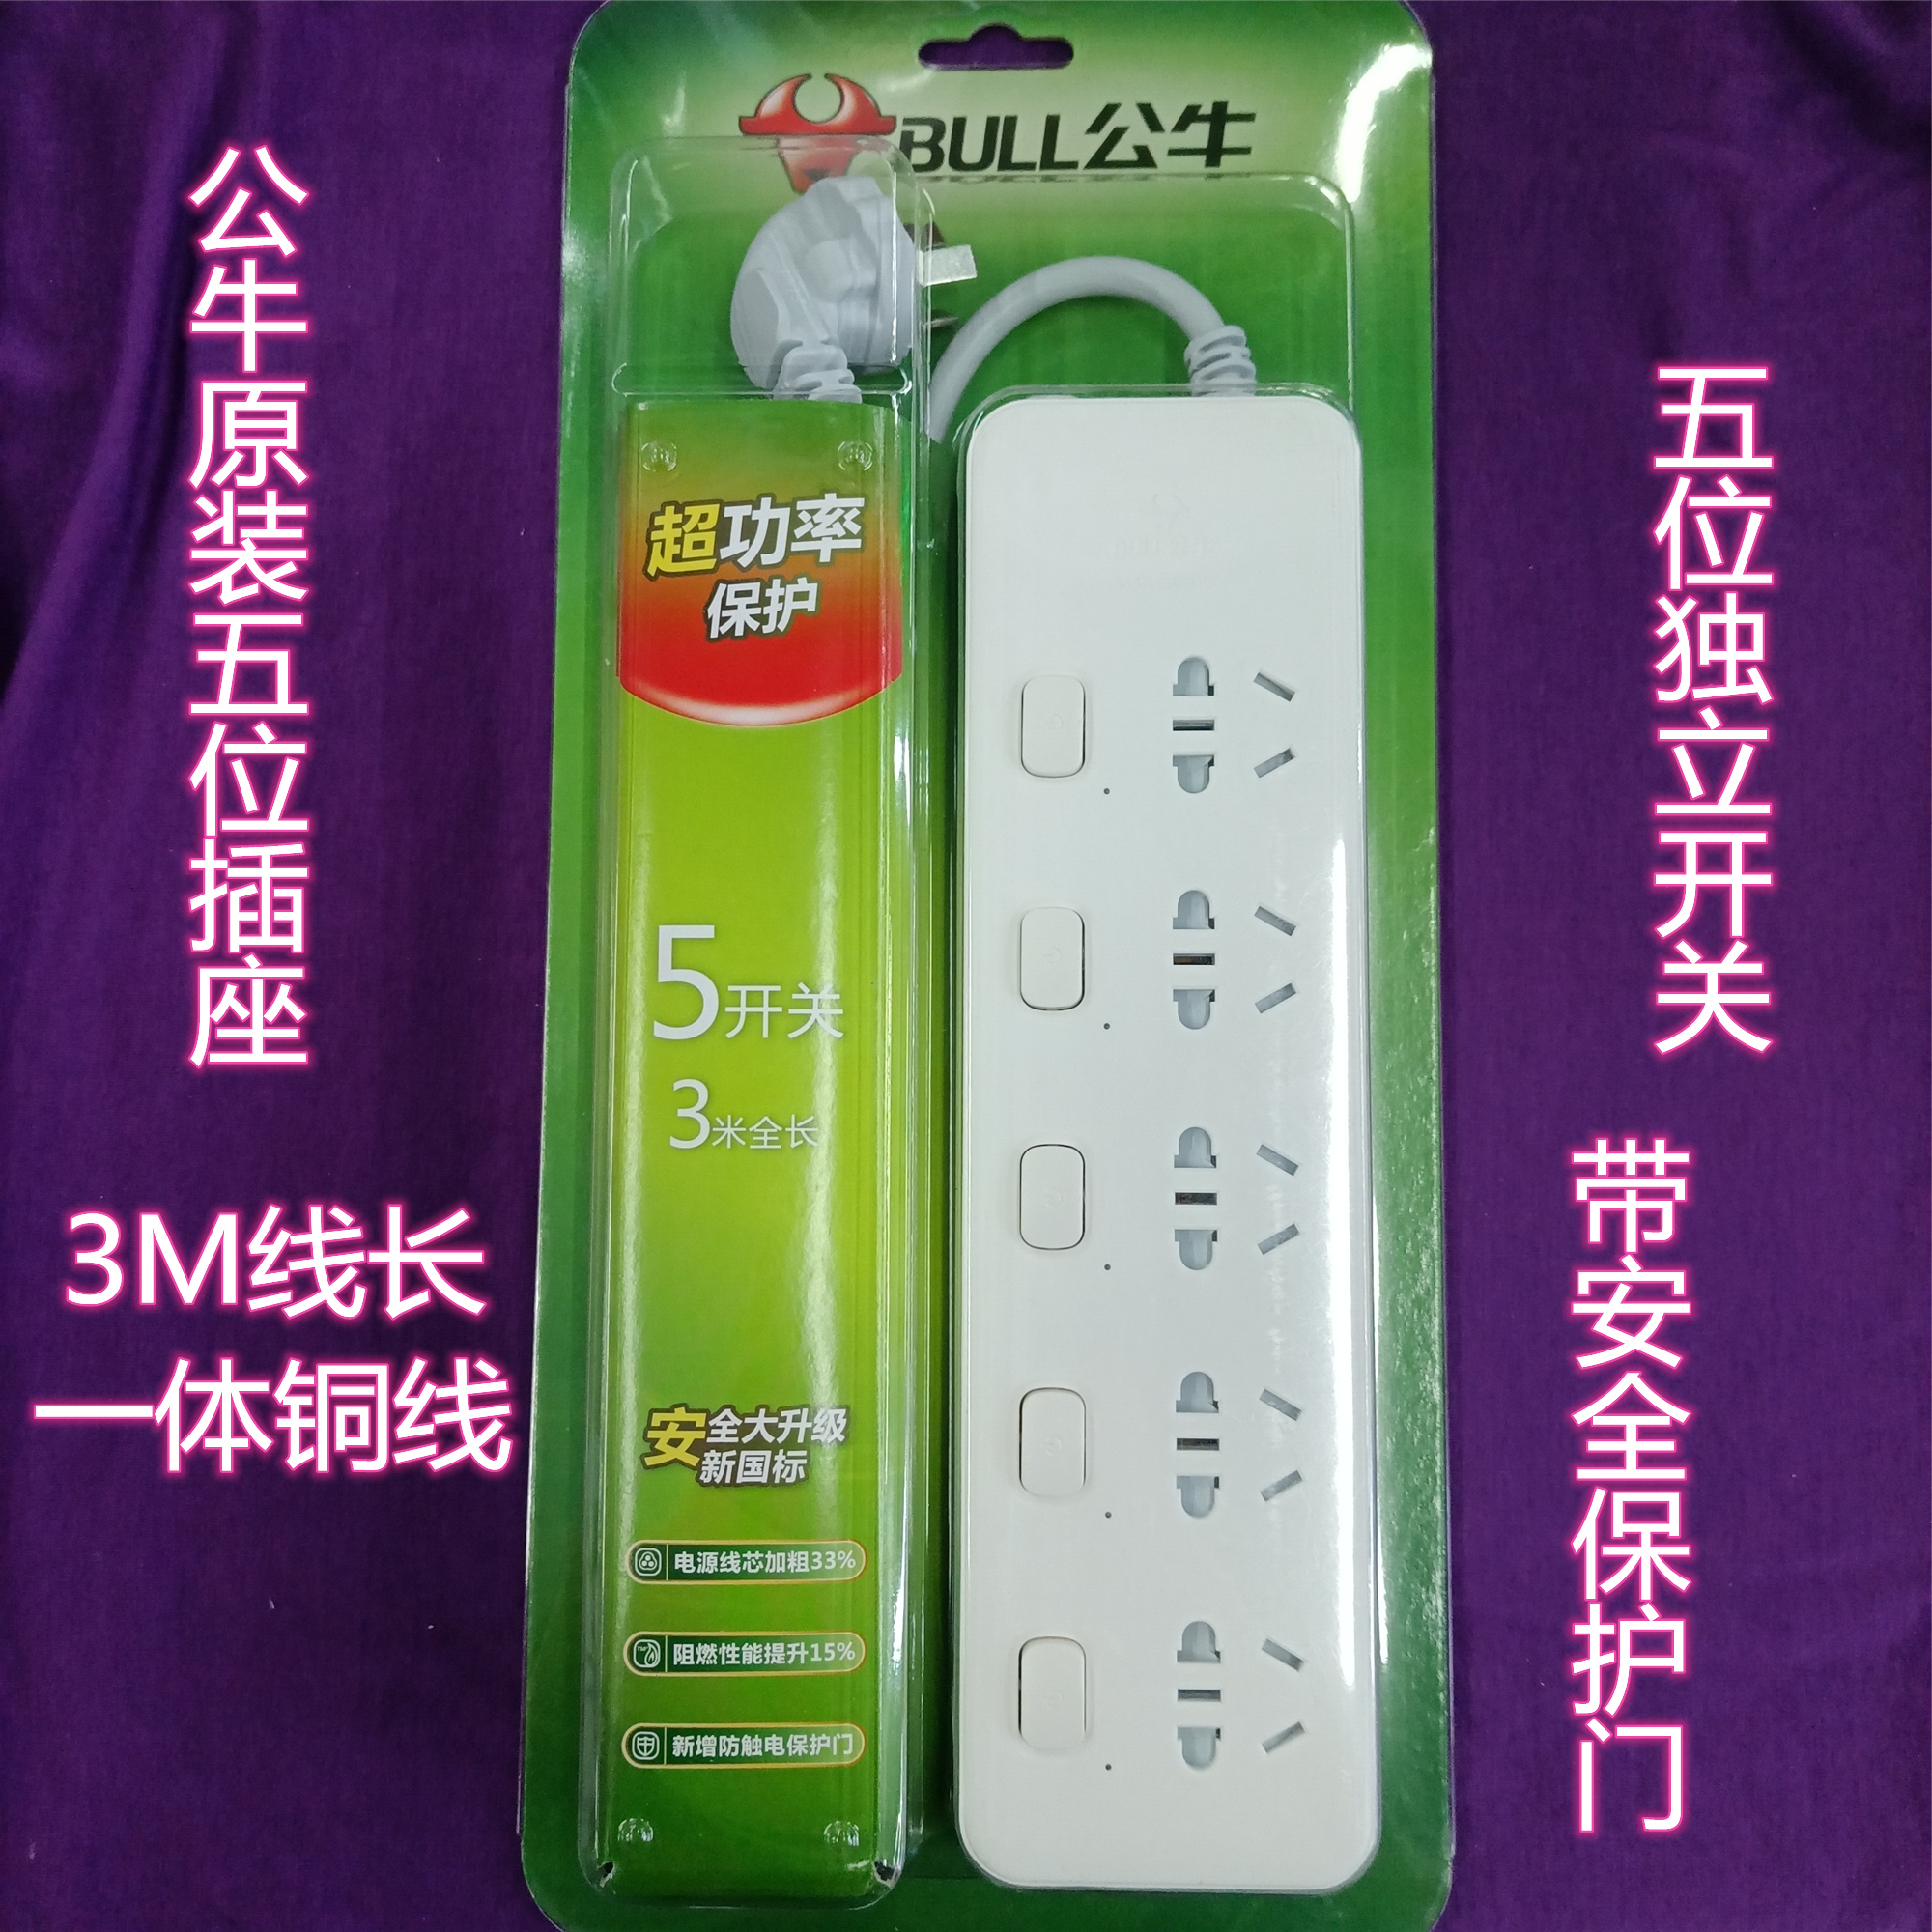 BULL公牛
公牛原装五位插座
五位独立开关
超功率
保护
5开关
3米全长
3M线长
一体铜线
带安全保护门
安全大升级
新国标
电源线芯加粗33%
阻燃性能提升15%
新增防触电保护门